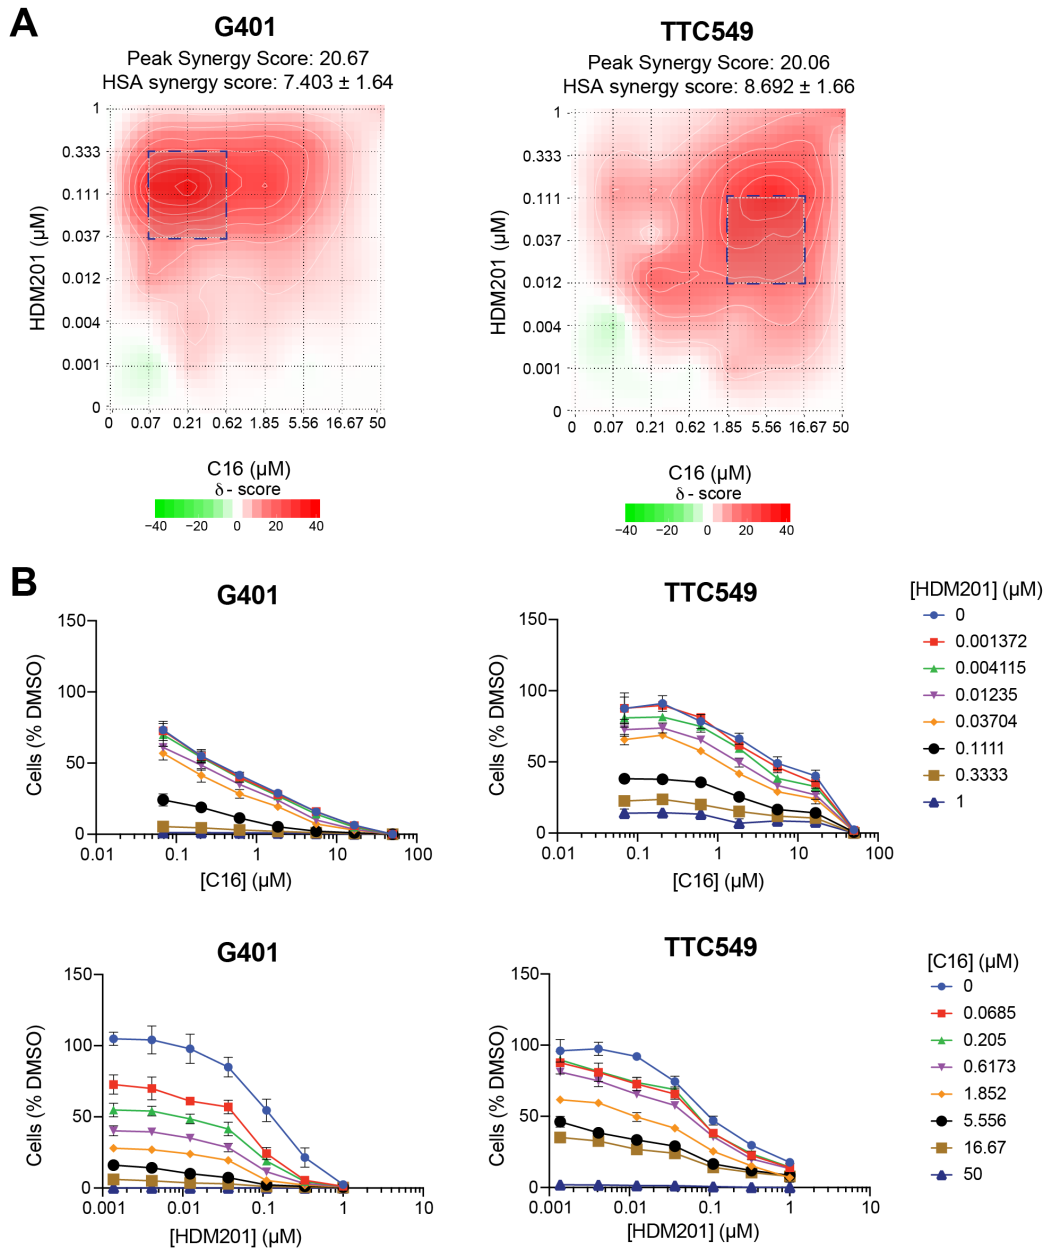 A
G401
Peak Synergy Score: 20.67
HSA synergy score: 7.403 ± 1.64
HDM201 (µM)
1
0.333
0.111
0.037
0.012
0.004
0.001
0
0 0.07 0.21 0.62 1.85 5.56 16.67 50
C16 (µM)
δ - score
−40 −20 0 20 40
TTC549
Peak Synergy Score: 20.06
HSA synergy score: 8.692 ± 1.66
HDM201 (µM)
1
0.333
0.111
0.037
0.012
0.004
0.001
0
0 0.07 0.21 0.62 1.85 5.56 16.67 50
C16 (µM)
δ - score
−40 −20 0 20 40
B
G401
Cells (% DMSO)
150
100
50
0
0.01 0.1 1 10 100
[C16] (µM)
TTC549
Cells (% DMSO)
150
100
50
0
0.01 0.1 1 10 100
[C16] (µM)
[HDM201] (µM)
0
0.001372
0.004115
0.01235
0.03704
0.1111
0.3333
1
G401
Cells (% DMSO)
150
100
50
0
0.001 0.01 0.1 1 10
[HDM201] (µM)
TTC549
Cells (% DMSO)
150
100
50
0
0.001 0.01 0.1 1 10
[HDM201] (µM)
[C16] (µM)
0
0.0685
0.205
0.6173
1.852
5.556
16.67
50